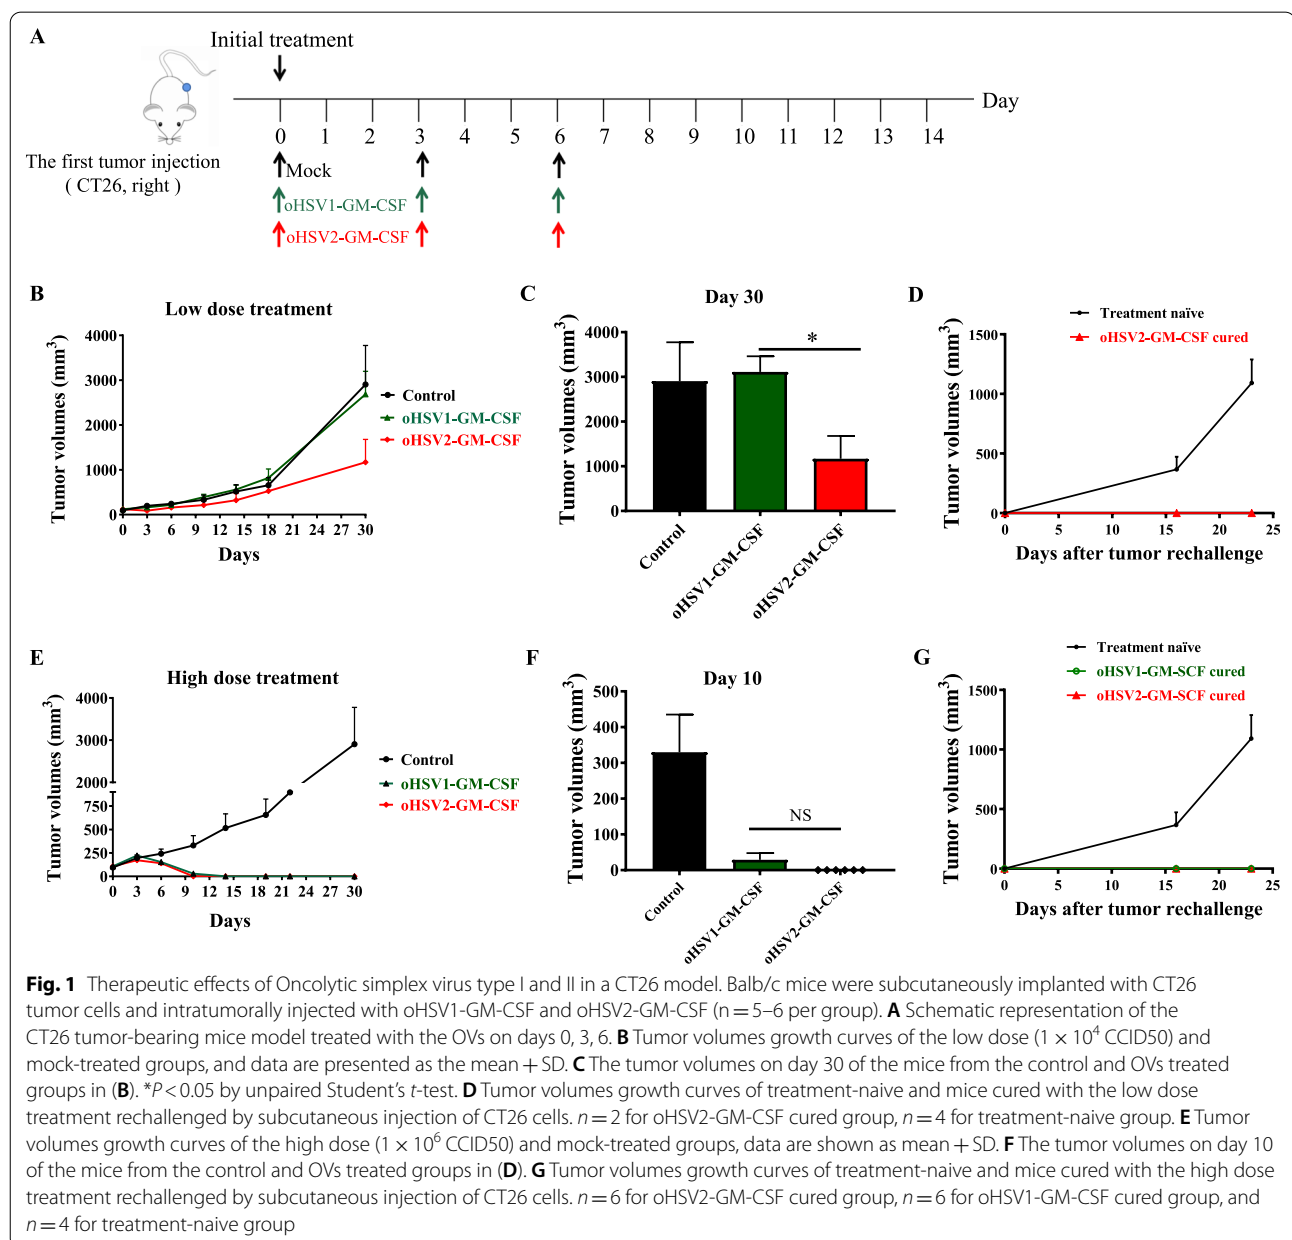 A
Initial treatment
Day
0 1 2 3 4 5 6 7 8 9 10 11 12 13 14
The first tumor injection
( CT26, right )
Mock
oHSV1-GM-CSF
oHSV2-GM-CSF
B
Low dose treatment
Tumor volumes (mm³)
4000
3000
2000
1000
0
0 3 6 9 12 15 18 21 24 27 30
Days
Control
oHSV1-GM-CSF
oHSV2-GM-CSF
C
Day 30
Tumor volumes (mm³)
4000
3000
2000
1000
0
*
Control
oHSV1-GM-CSF
oHSV2-GM-CSF
D
Treatment naïve
oHSV2-GM-CSF cured
Tumor volumes (mm³)
1500
1000
500
0
0 5 10 15 20 25
Days after tumor rechallenge
E
High dose treatment
Tumor volumes (mm³)
4000
3000
2000
750
500
250
0
0 3 6 9 12 15 18 21 24 27 30
Days
Control
oHSV1-GM-CSF
oHSV2-GM-CSF
F
Day 10
Tumor volumes (mm³)
500
400
300
200
100
0
NS
Control
oHSV1-GM-CSF
oHSV2-GM-CSF
G
Treatment naïve
oHSV1-GM-SCF cured
oHSV2-GM-SCF cured
Tumor volumes (mm³)
1500
1000
500
0
0 5 10 15 20 25
Days after tumor rechallenge
Fig. 1 Therapeutic effects of Oncolytic simplex virus type I and II in a CT26 model. Balb/c mice were subcutaneously implanted with CT26
tumor cells and intratumorally injected with oHSV1-GM-CSF and oHSV2-GM-CSF (n = 5–6 per group). A Schematic representation of the
CT26 tumor-bearing mice model treated with the OVs on days 0, 3, 6. B Tumor volumes growth curves of the low dose (1 × 10⁴ CCID50) and
mock-treated groups, and data are presented as the mean + SD. C The tumor volumes on day 30 of the mice from the control and OVs treated
groups in (B). *P < 0.05 by unpaired Student's t-test. D Tumor volumes growth curves of treatment-naive and mice cured with the low dose
treatment rechallenged by subcutaneous injection of CT26 cells. n = 2 for oHSV2-GM-CSF cured group, n = 4 for treatment-naive group. E Tumor
volumes growth curves of the high dose (1 × 10⁶ CCID50) and mock-treated groups, data are shown as mean + SD. F The tumor volumes on day 10
of the mice from the control and OVs treated groups in (D). G Tumor volumes growth curves of treatment-naive and mice cured with the high dose
treatment rechallenged by subcutaneous injection of CT26 cells. n = 6 for oHSV2-GM-CSF cured group, n = 6 for oHSV1-GM-CSF cured group, and
n = 4 for treatment-naive group